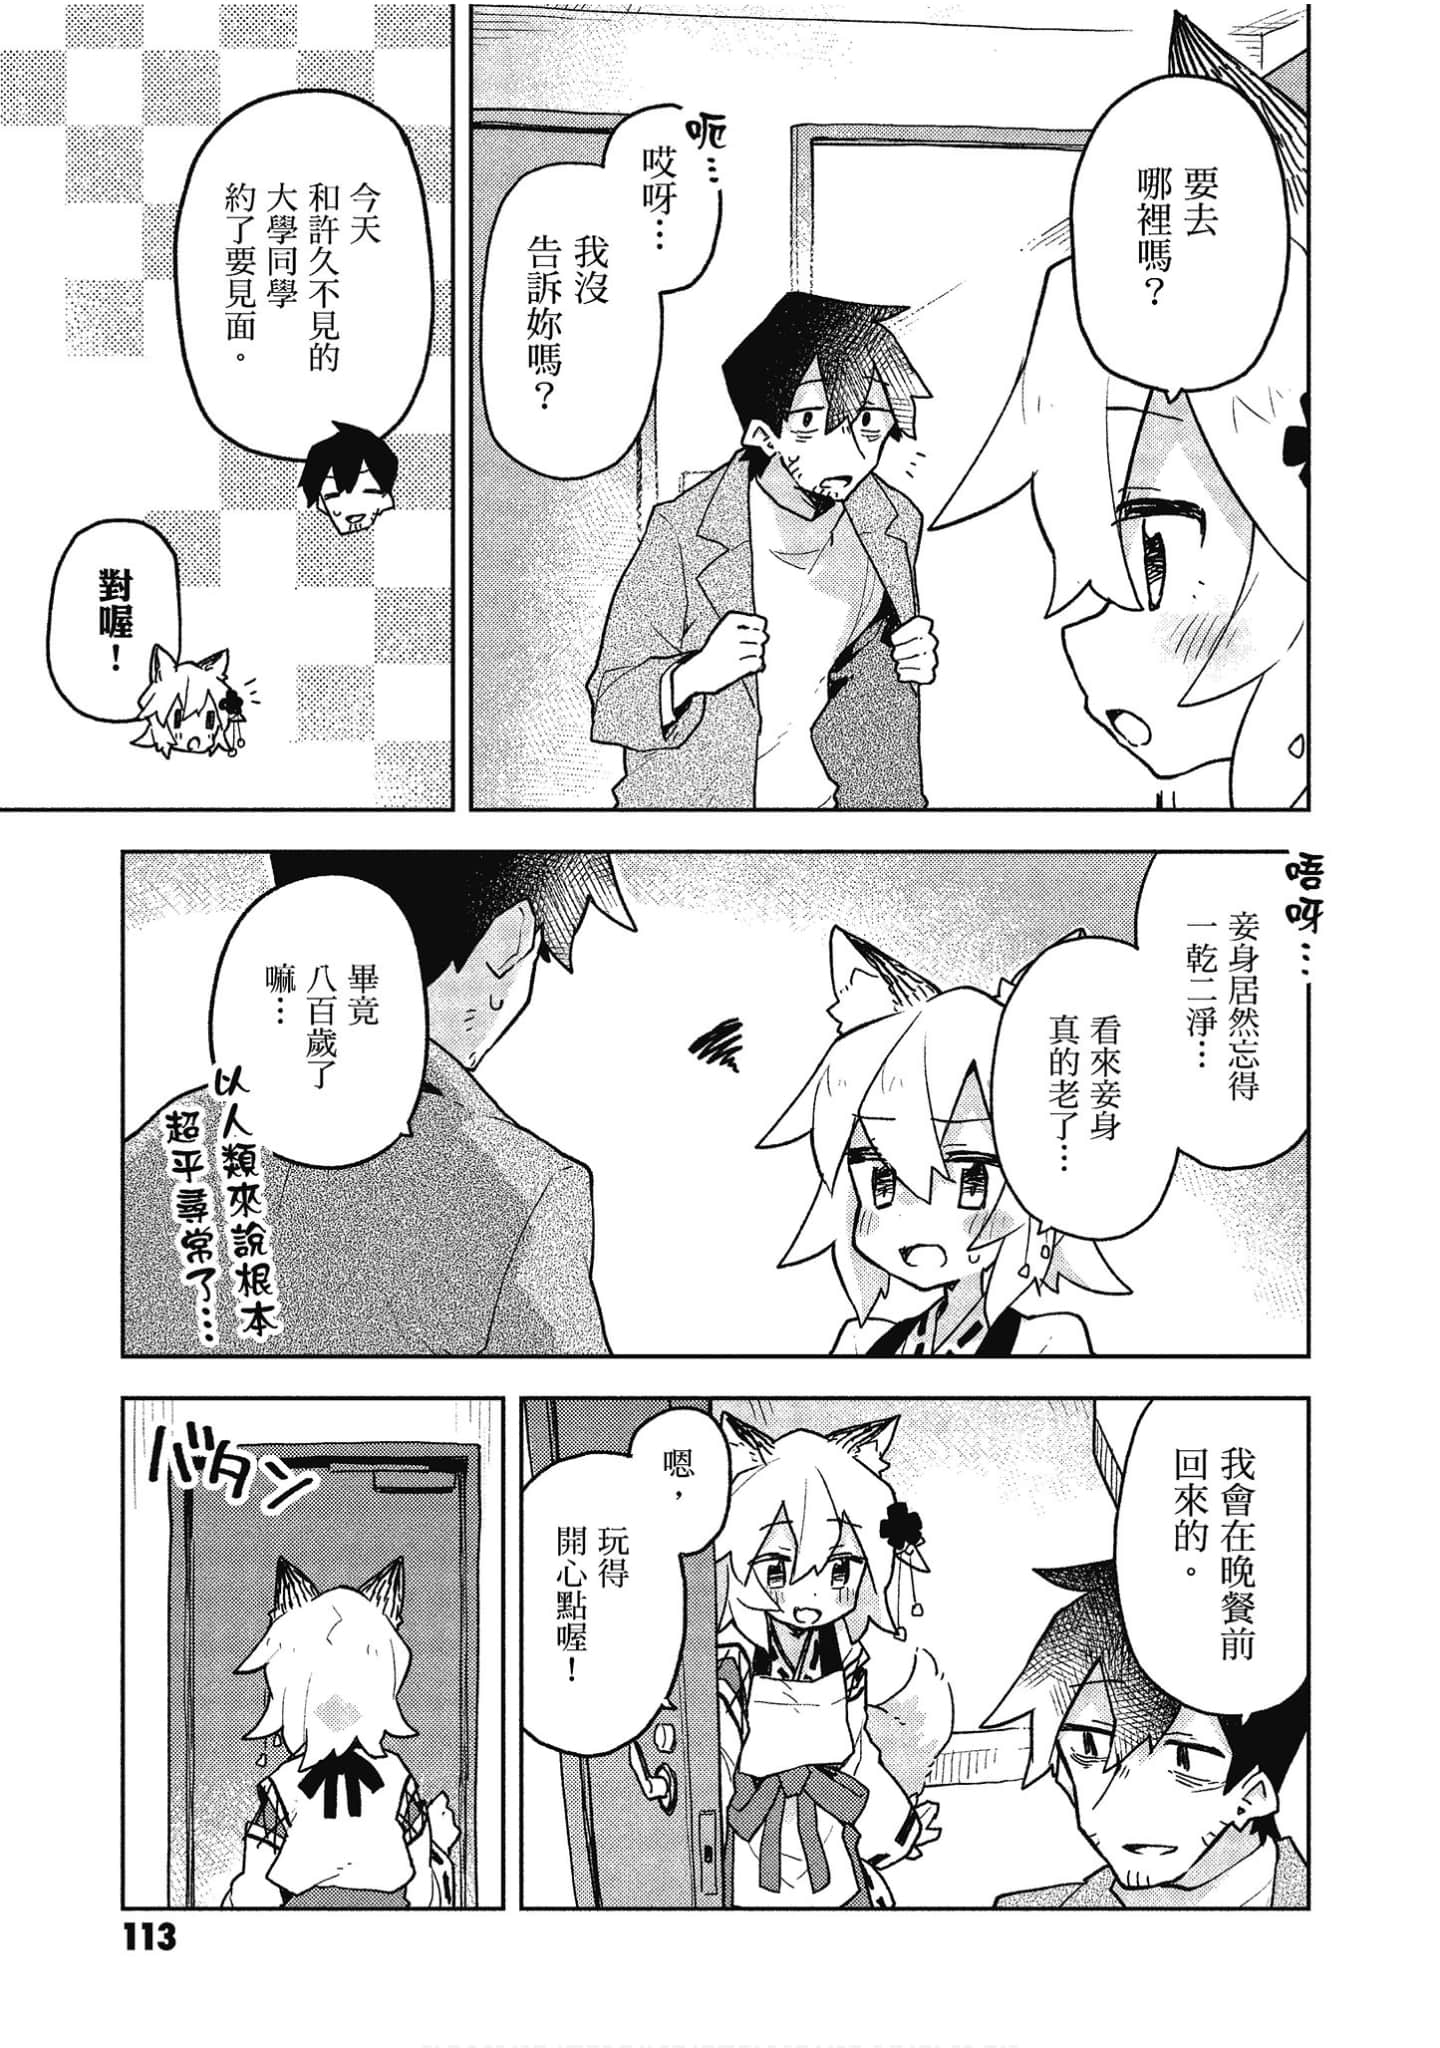 要去
哪裡嗎？
呃…
哎呀…
我沒
告訴妳嗎？
今天
和許久不見的
大學同學
約了要見面。
對喔！
唔呀…
妾身居然忘得
一乾二淨…
看來妾身
真的老了…
畢竟
八百歲了
嘛…
以人類來說根本
超平尋常了…
我會在晚餐前
回來的。
嗯，
玩得
開心點喔！
バタン
113